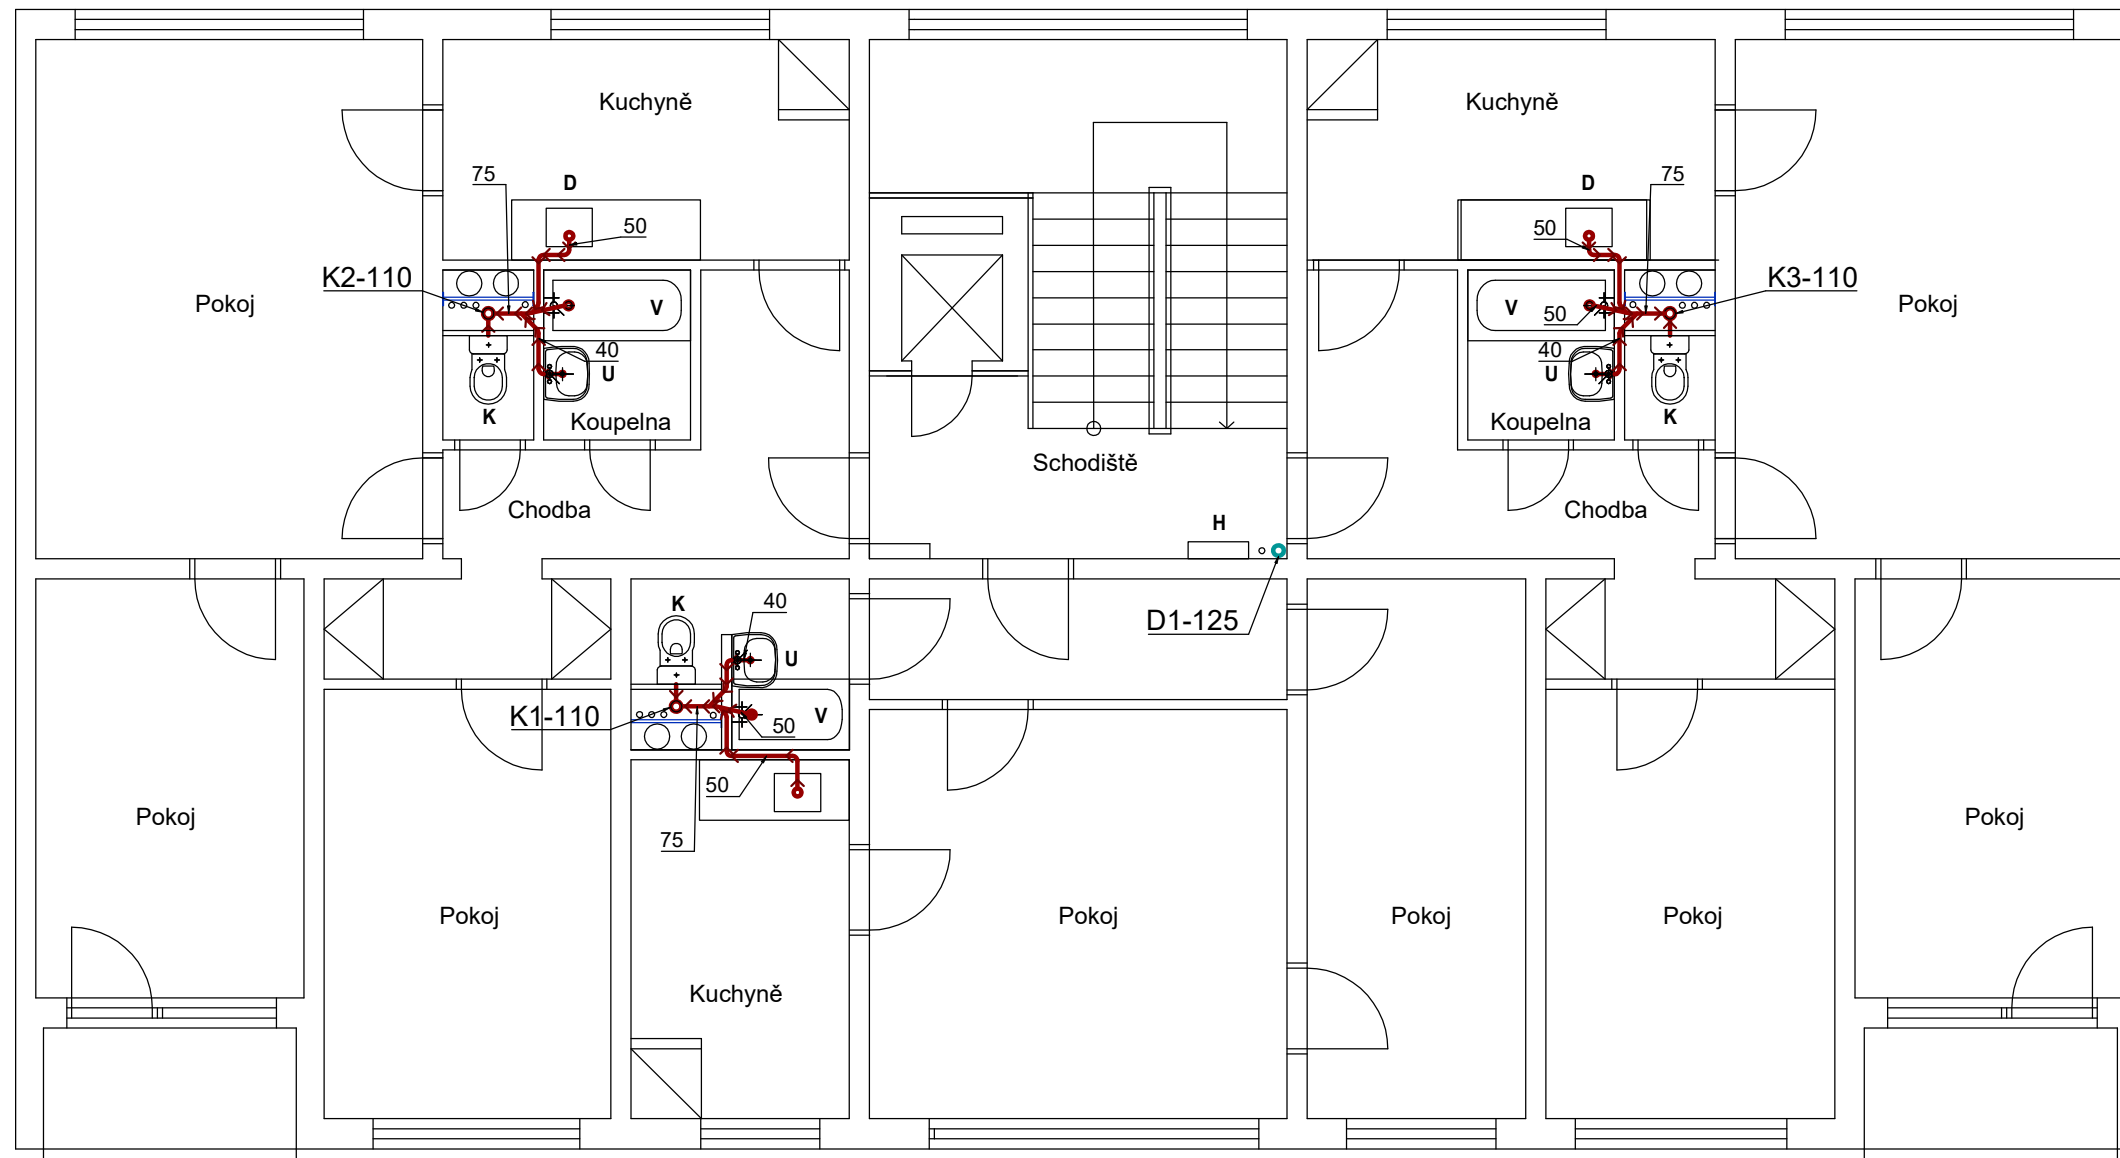 Kuchyně
Kuchyně
75
D
D
75
50
50
K2-110
K3-110
Pokoj
V
V
Pokoj
50
40
40
U
U
K
K
Koupelna
Koupelna
Schodiště
Chodba
Chodba
H
K
40
D1-125
U
K1-110
V
50
50
75
Pokoj
Pokoj
Pokoj
Pokoj
Pokoj
Pokoj
Kuchyně